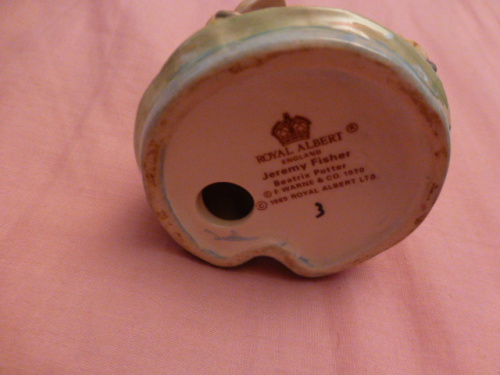 ROYAL ALBERT ®
ENGLAND
Jeremy Fisher
Beatrix Potter
© F. WARNE & CO 1970
© 1989 ROYAL ALBERT LTD.
3